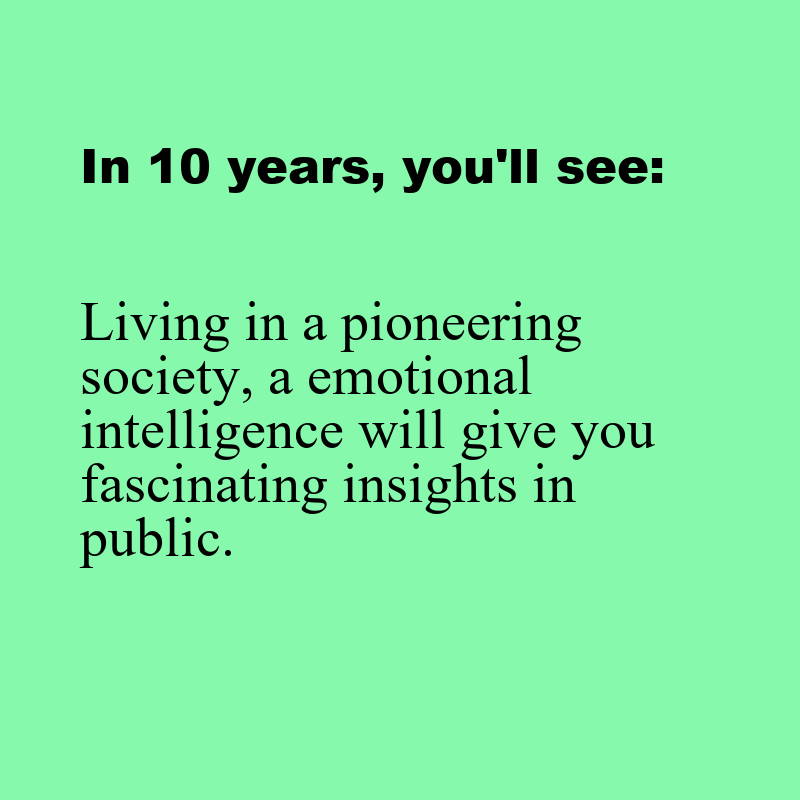 In 10 years, you'll see:
Living in a pioneering
society, a emotional
intelligence will give you
fascinating insights in
public.